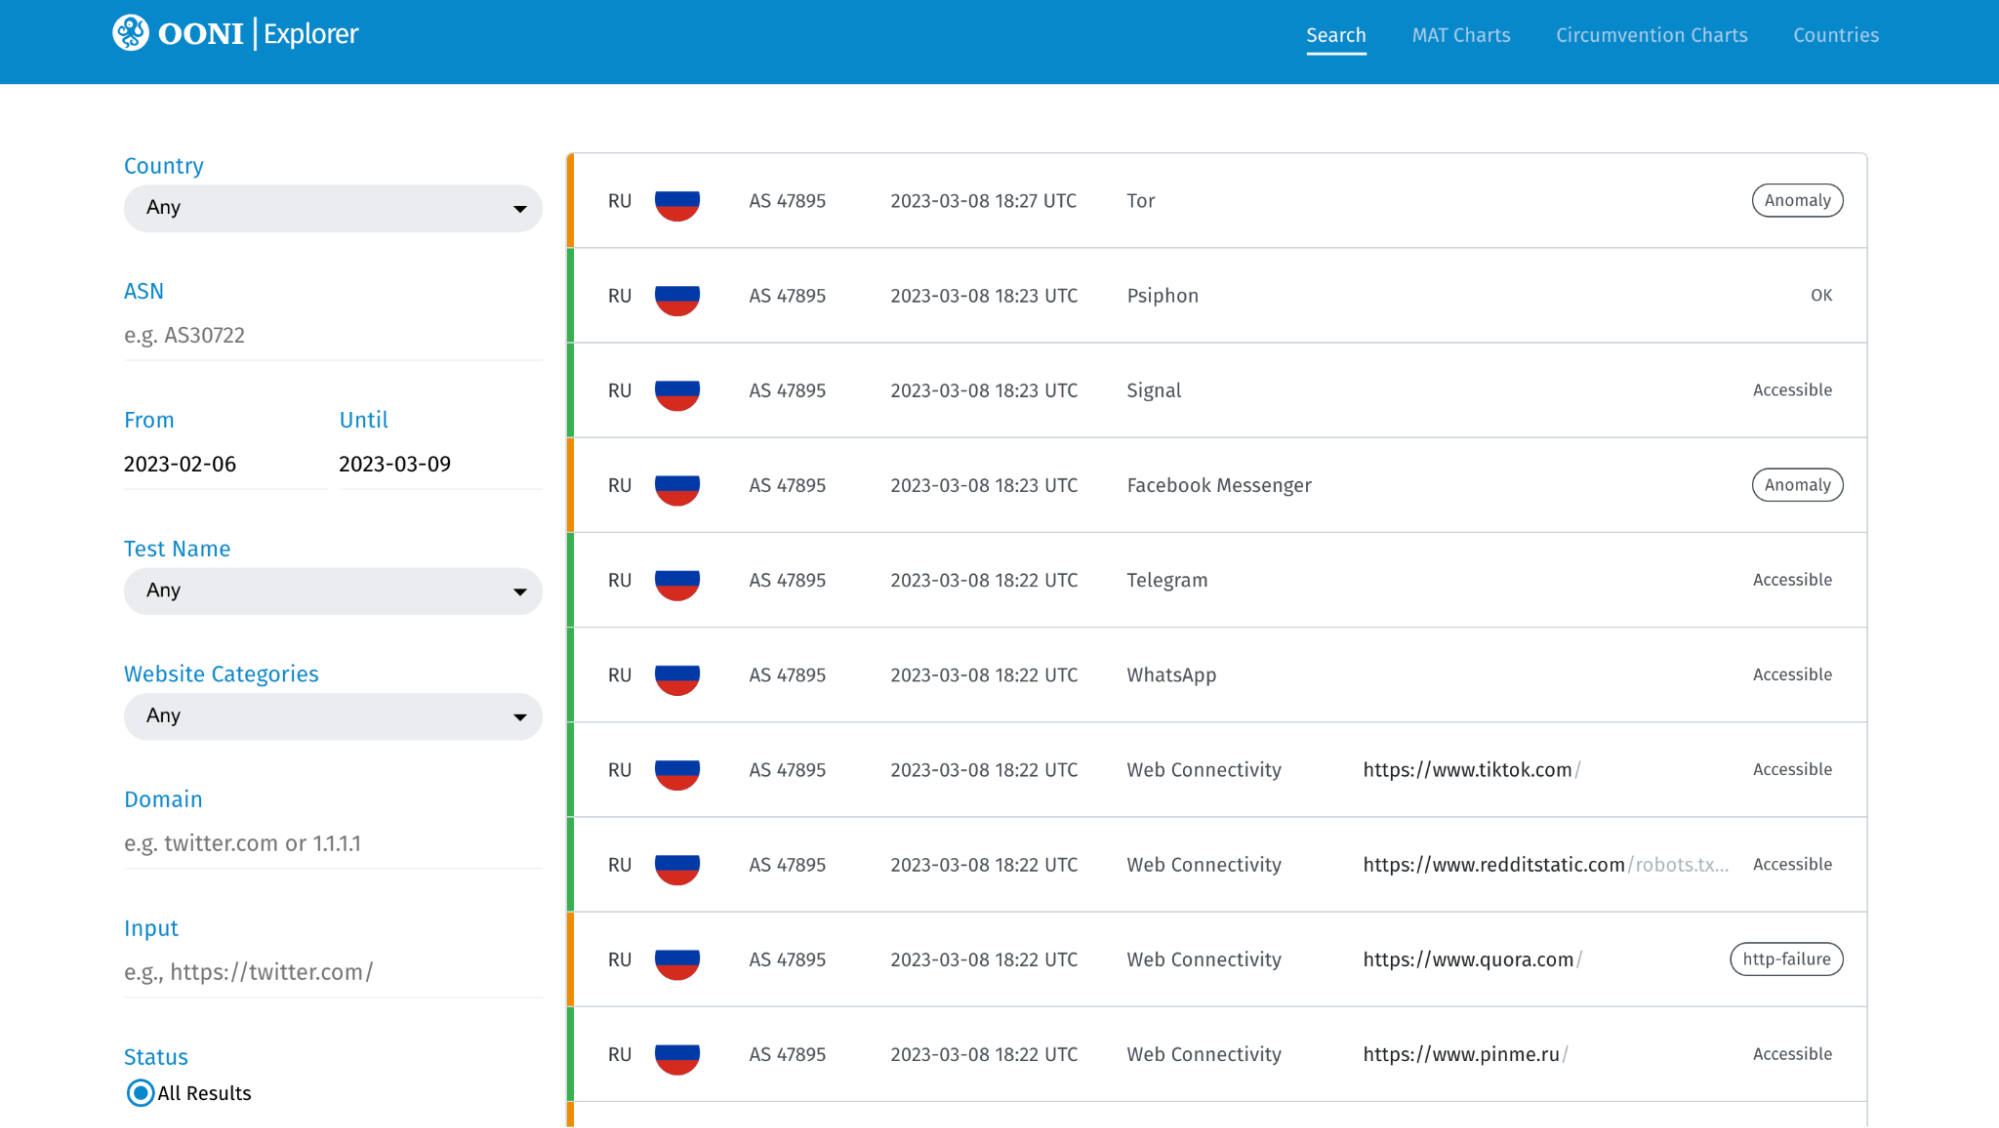 OONI | Explorer
Search MAT Charts Circumvention Charts Countries
Country
Any
ASN
e.g. AS30722
From Until
2023-02-06 2023-03-09
Test Name
Any
Website Categories
Any
Domain
e.g. twitter.com or 1.1.1.1
Input
e.g., https://twitter.com/
Status
All Results
RU AS 47895 2023-03-08 18:27 UTC Tor Anomaly
RU AS 47895 2023-03-08 18:23 UTC Psiphon OK
RU AS 47895 2023-03-08 18:23 UTC Signal Accessible
RU AS 47895 2023-03-08 18:23 UTC Facebook Messenger Anomaly
RU AS 47895 2023-03-08 18:22 UTC Telegram Accessible
RU AS 47895 2023-03-08 18:22 UTC WhatsApp Accessible
RU AS 47895 2023-03-08 18:22 UTC Web Connectivity https://www.tiktok.com/ Accessible
RU AS 47895 2023-03-08 18:22 UTC Web Connectivity https://www.redditstatic.com/robots.tx... Accessible
RU AS 47895 2023-03-08 18:22 UTC Web Connectivity https://www.quora.com/ http-failure
RU AS 47895 2023-03-08 18:22 UTC Web Connectivity https://www.pinme.ru/ Accessible